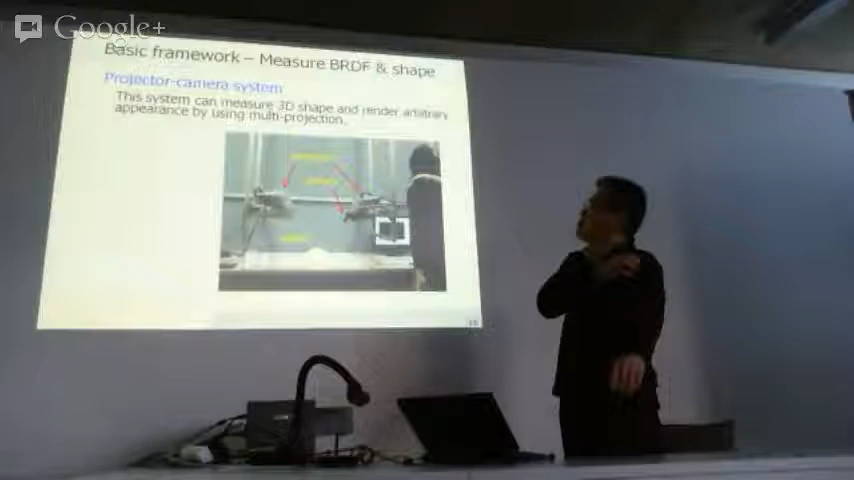 Google+
Basic framework – Measure BRDF & shape
Projector-camera system
This system can measure 3D shape and render arbitrary
appearance by using multi-projection.